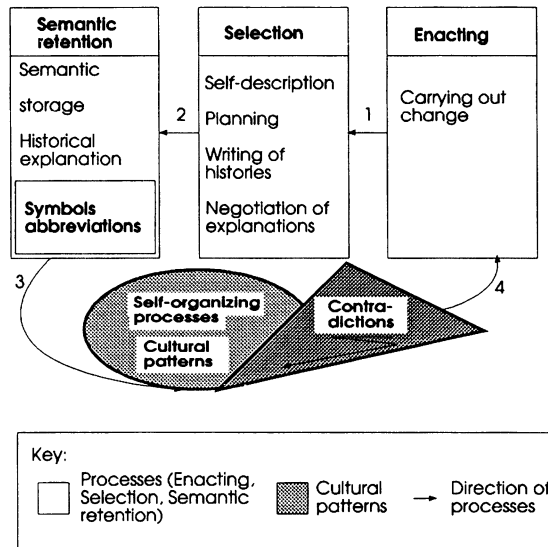 Semantic
retention
Semantic
storage
Historical
explanation
Symbols
abbreviations
2
Selection
Self-description
Planning
Writing of
histories
Negotiation of
explanations
1
Enacting
Carrying out
change
3
Self-organizing
processes
Cultural
patterns
Contra-
dictions
4
Key:
Processes (Enacting,
Selection, Semantic
retention)
Cultural
patterns
Direction of
processes